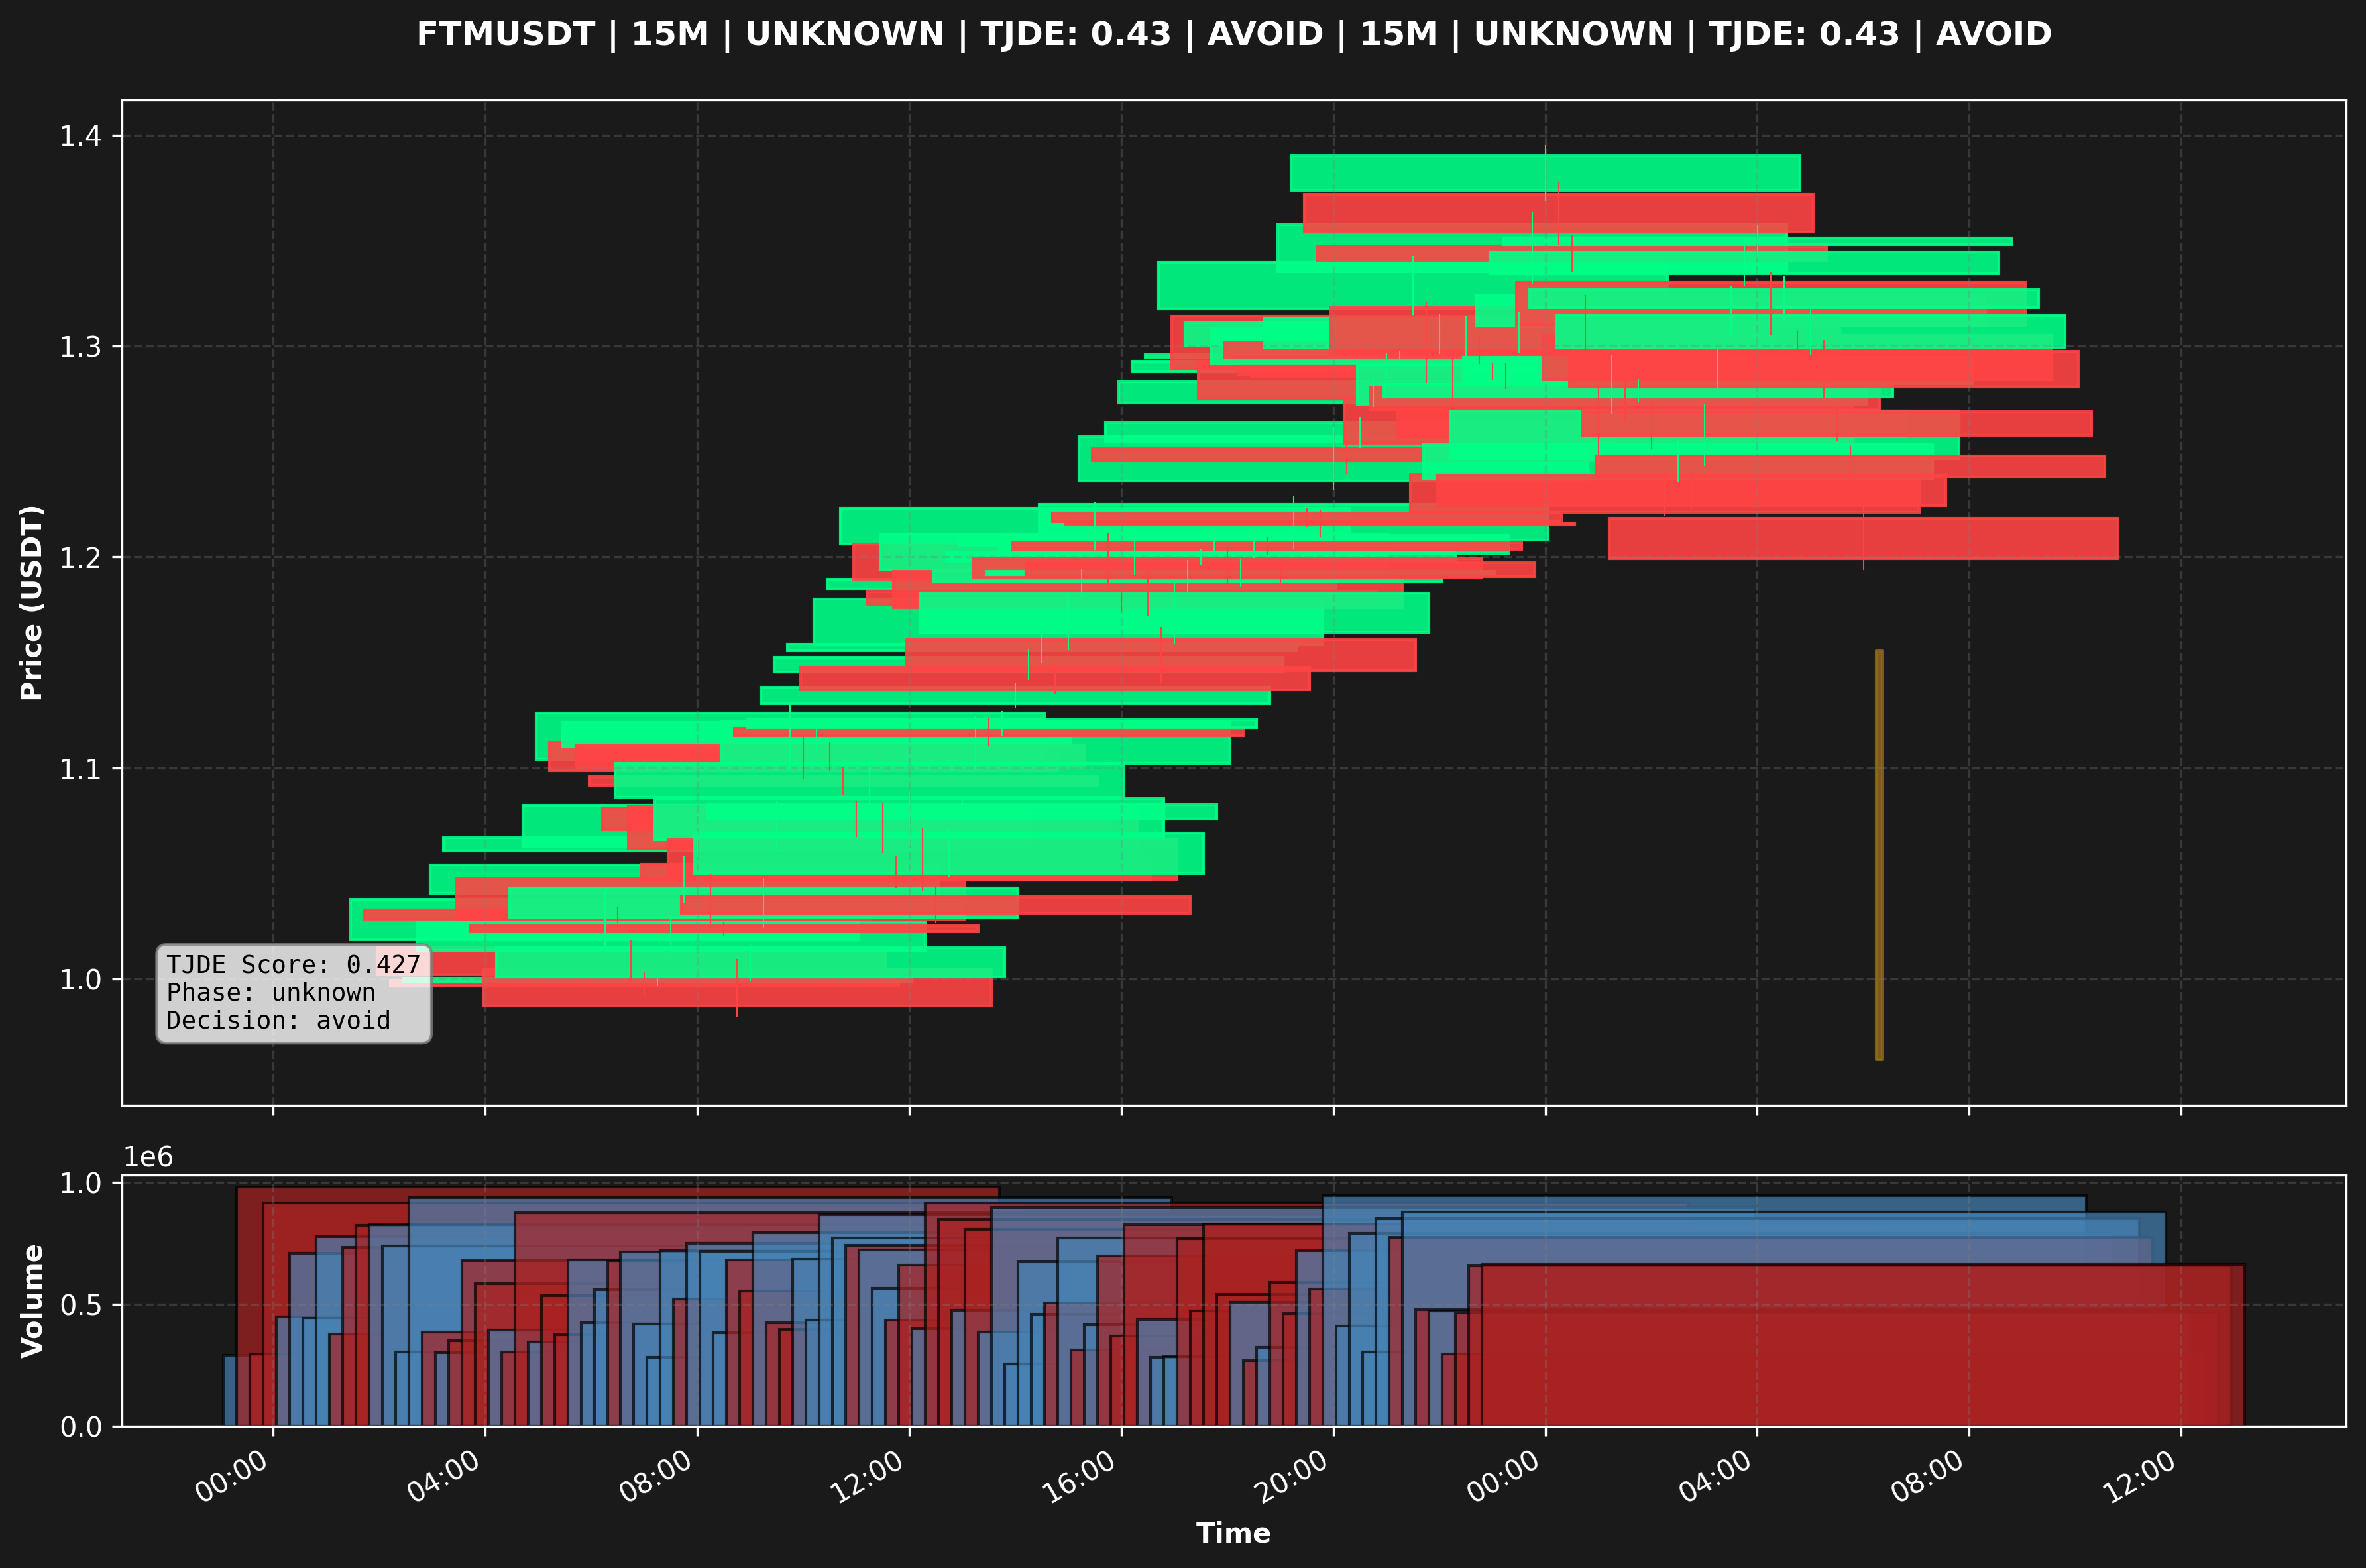 FTMUSDT | 15M | UNKNOWN | TJDE: 0.43 | AVOID | 15M | UNKNOWN | TJDE: 0.43 | AVOID
1.4
1.3
1.2
1.1
1.0
Price (USDT)
TJDE Score: 0.427
Phase: unknown
Decision: avoid
1e6
1.0
0.5
0.0
Volume
00:00
04:00
08:00
12:00
16:00
20:00
00:00
04:00
08:00
12:00
Time